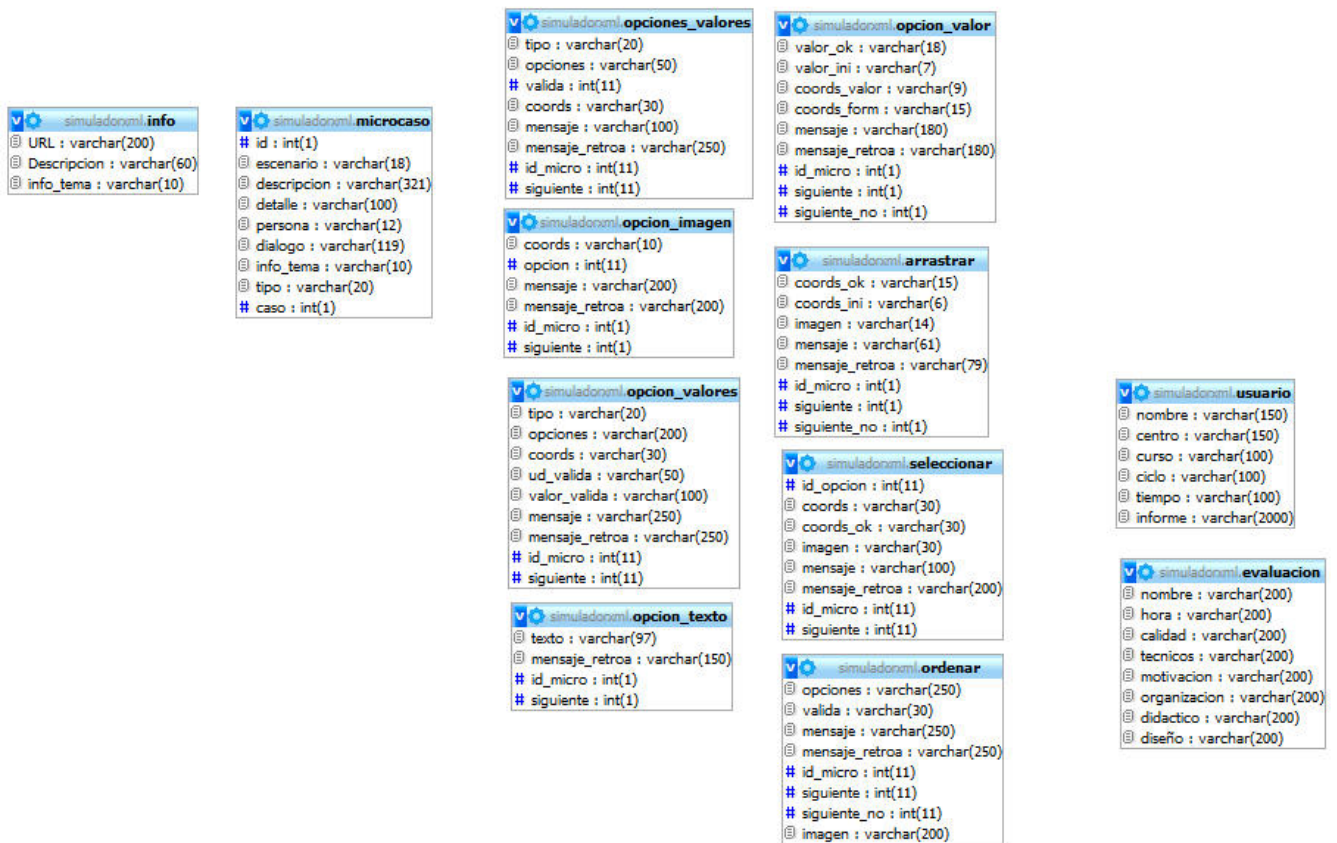 simuladorxml.info
URL : varchar(200)
Descripcion : varchar(60)
info_tema : varchar(10)
simuladorxml.microcaso
id : int(1)
escenario : varchar(18)
descripcion : varchar(321)
detalle : varchar(100)
persona : varchar(12)
dialogo : varchar(119)
info_tema : varchar(10)
tipo : varchar(20)
caso : int(1)
simuladorxml.opciones_valores
tipo : varchar(20)
opciones : varchar(50)
valida : int(11)
coords : varchar(30)
mensaje : varchar(100)
mensaje_retroa : varchar(250)
id_micro : int(11)
siguiente : int(11)
simuladorxml.opcion_imagen
coords : varchar(10)
opcion : int(11)
mensaje : varchar(200)
mensaje_retroa : varchar(200)
id_micro : int(1)
siguiente : int(1)
simuladorxml.opcion_valores
tipo : varchar(20)
opciones : varchar(200)
coords : varchar(30)
ud_valida : varchar(50)
valor_valida : varchar(100)
mensaje : varchar(250)
mensaje_retroa : varchar(250)
id_micro : int(11)
siguiente : int(11)
simuladorxml.opcion_texto
texto : varchar(97)
mensaje_retroa : varchar(150)
id_micro : int(1)
siguiente : int(1)
simuladorxml.opcion_valor
valor_ok : varchar(18)
valor_ini : varchar(7)
coords_valor : varchar(9)
coords_form : varchar(15)
mensaje : varchar(180)
mensaje_retroa : varchar(180)
id_micro : int(1)
siguiente : int(1)
siguiente_no : int(1)
simuladorxml.arrastrar
coords_ok : varchar(15)
coords_ini : varchar(6)
imagen : varchar(14)
mensaje : varchar(61)
mensaje_retroa : varchar(79)
id_micro : int(1)
siguiente : int(1)
siguiente_no : int(1)
simuladorxml.seleccionar
id_opcion : int(11)
coords : varchar(30)
coords_ok : varchar(30)
imagen : varchar(30)
mensaje : varchar(100)
mensaje_retroa : varchar(200)
id_micro : int(11)
siguiente : int(11)
simuladorxml.ordenar
opciones : varchar(250)
valida : varchar(30)
mensaje : varchar(250)
mensaje_retroa : varchar(250)
id_micro : int(11)
siguiente : int(11)
siguiente_no : int(11)
imagen : varchar(200)
simuladorxml.usuario
nombre : varchar(150)
centro : varchar(150)
curso : varchar(100)
ciclo : varchar(100)
tiempo : varchar(100)
informe : varchar(2000)
simuladorxml.evaluacion
nombre : varchar(200)
hora : varchar(200)
calidad : varchar(200)
tecnicos : varchar(200)
motivacion : varchar(200)
organizacion : varchar(200)
didactico : varchar(200)
diseño : varchar(200)